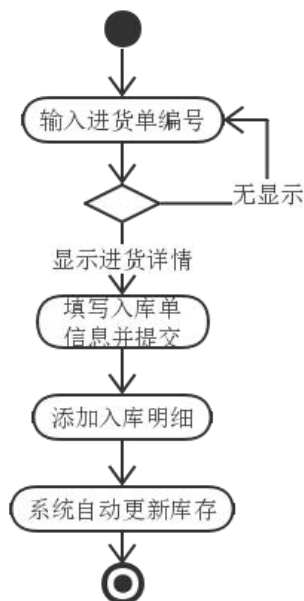 输入进货单编号
无显示
显示进货详情
填写入库单
信息并提交
添加入库明细
系统自动更新库存